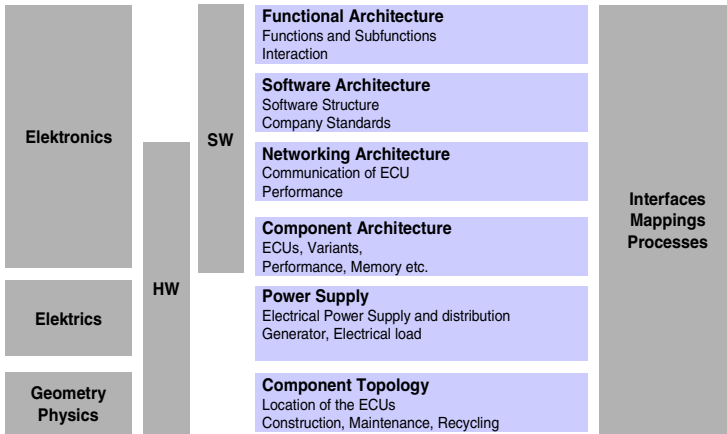 Elektronics
Elektrics
Geometry
Physics
HW
SW
Functional Architecture
Functions and Subfunctions
Interaction
Software Architecture
Software Structure
Company Standards
Networking Architecture
Communication of ECU
Performance
Component Architecture
ECUs, Variants,
Performance, Memory etc.
Power Supply
Electrical Power Supply and distribution
Generator, Electrical load
Component Topology
Location of the ECUs
Construction, Maintenance, Recycling
Interfaces
Mappings
Processes